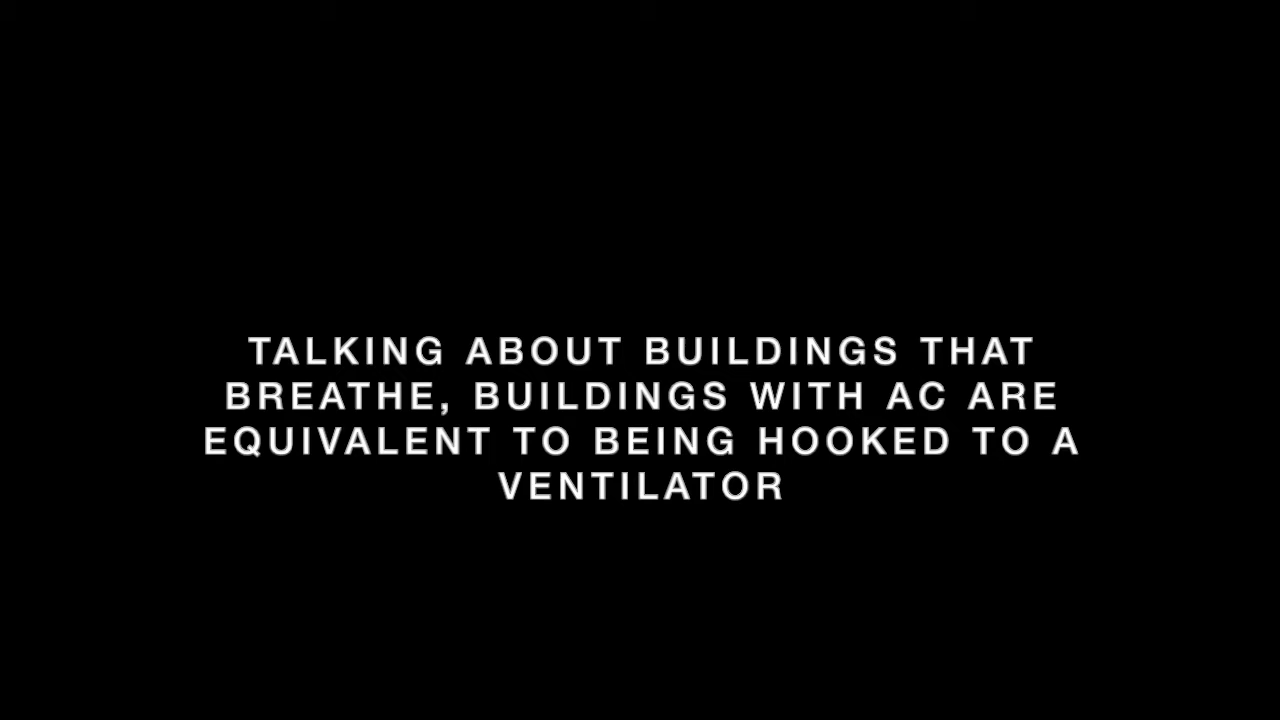 TALKING ABOUT BUILDINGS THAT
BREATHE, BUILDINGS WITH AC ARE
EQUIVALENT TO BEING HOOKED TO A
VENTILATOR